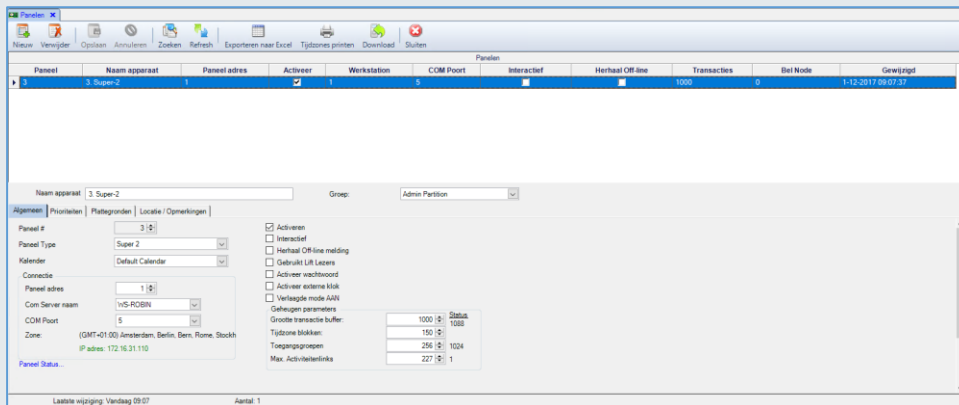 Panelen
Nieuw Verwijder Opslaan Annuleren Zoeken Refresh Exporteren naar Excel Tijdzones printen Download Sluiten
Panelen
Paneel Naam apparaat Paneel adres Activeer Werkstation COM Poort Interactief Herhaal Off-line Transacties Bel Node Gewijzigd
3 3. Super-2 1 1 5 1000 0 1-12-2017 09:07:37
Naam apparaat 3. Super-2 Groep: Admin Partition
Algemeen Prioriteiten Plattegronden Locatie / Opmerkingen
Paneel # 3
Paneel Type Super 2
Kalender Default Calendar
Connectie
Paneel adres 1
Com Server naam WS-ROBIN
COM Poort 5
Zone: (GMT+01:00) Amsterdam, Berlin, Bern, Rome, Stockh
IP adres: 172.16.31.110
Paneel Status...
Activeren
Interactief
Herhaal Off-line melding
Gebruikt Lift Lezers
Activeer wachtwoord
Activeer externe klok
Verlaagde mode AAN
Geheugen parameters
Status
Grootte transactie buffer: 1000 1088
Tijdzone blokken: 150
Toegangsgroepen 256 1024
Max. Activiteitenlinks 227 1
Laatste wijziging: Vandaag 09:07 Aantal: 1